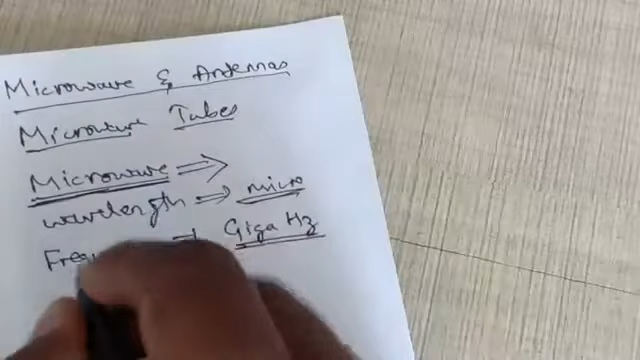 Microwave & Antennas
Microwave Tubes
Microwave ⇒
wavelength ⇒ micro
⇒ Giga Hz